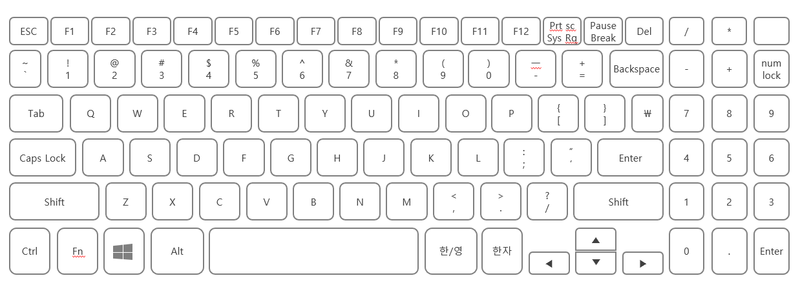 ESC F1 F2 F3 F4 F5 F6 F7 F8 F9 F10 F11 F12 Prt sc Pause Del / *
Sys Rq Break
~ ! @ # $ % ^ & * ( ) — + Backspace - + num
` 1 2 3 4 5 6 7 8 9 0 - = lock
Tab Q W E R T Y U I O P { } ₩ 7 8 9
[ ]
Caps Lock A S D F G H J K L : " Enter 4 5 6
; '
Shift Z X C V B N M < > ? Shift 1 2 3
, . /
Ctrl Fn Alt 한/영 한자 ◀ ▲ ▼ ▶ 0 . Enter